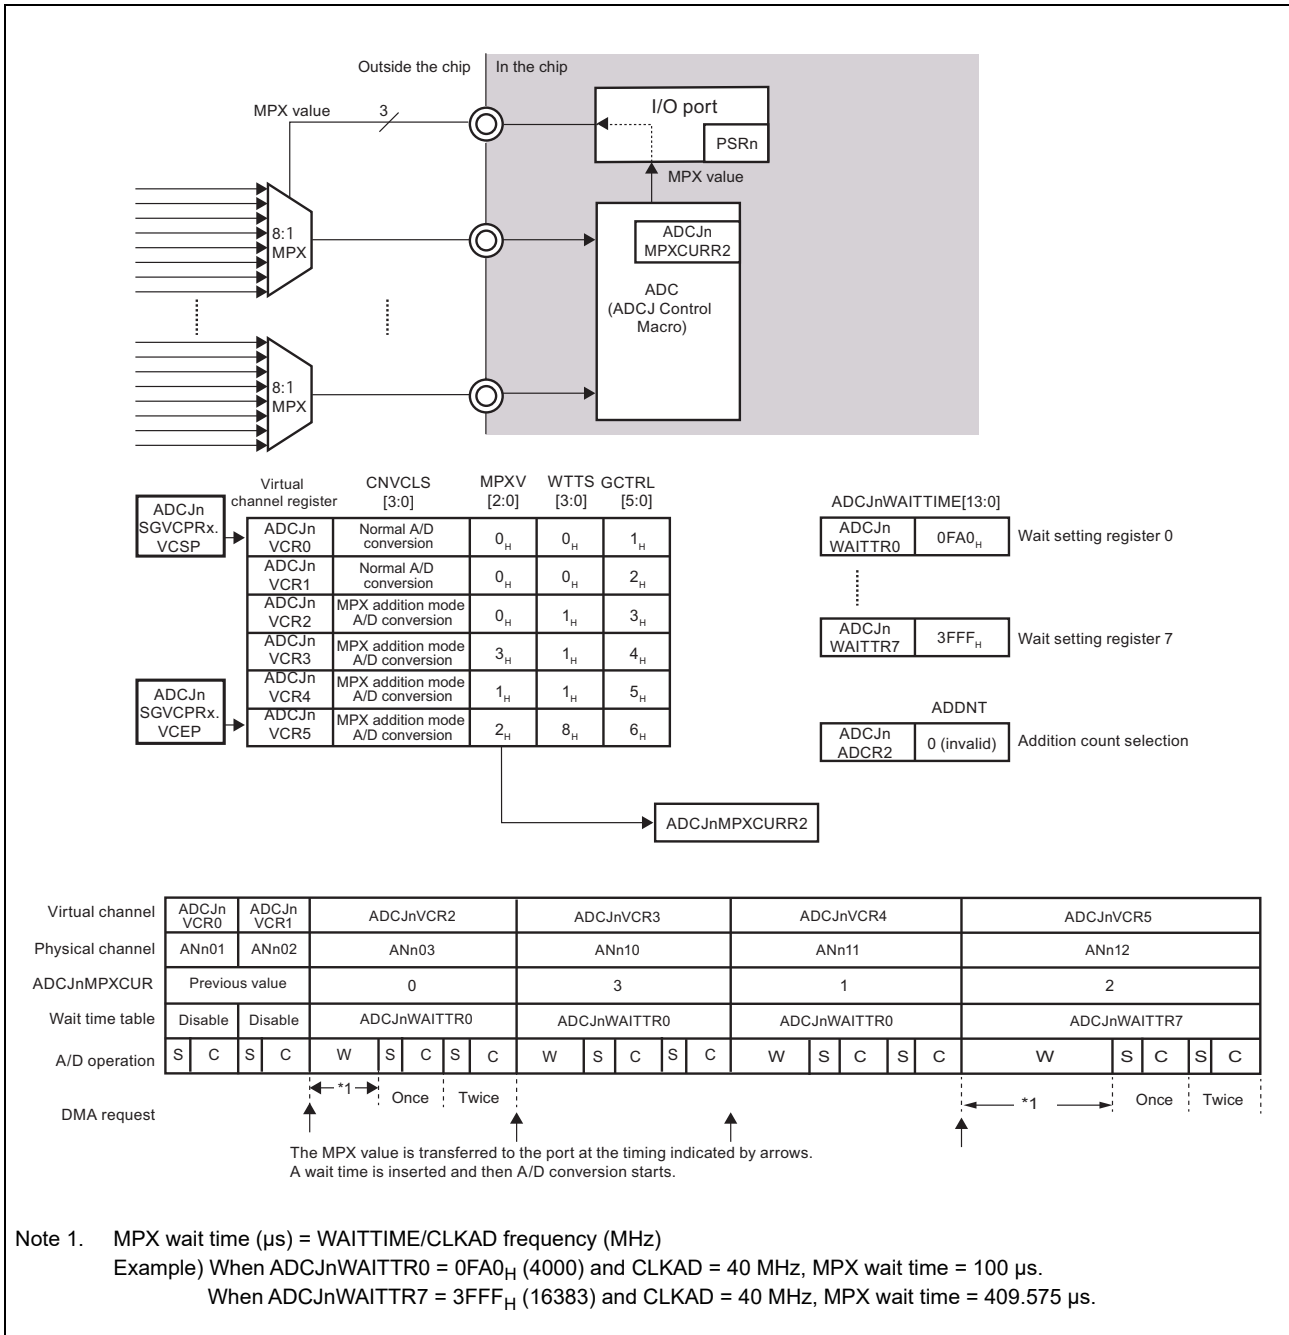 Outside the chip In the chip
MPX value 3
I/O port
PSRn
MPX value
8:1
MPX
ADCJn
MPXCURR2
ADC
(ADCJ Control
Macro)
8:1
MPX
Virtual
channel register
CNVCLS
[3:0]
MPXV
[2:0]
WTTS
[3:0]
GCTRL
[5:0]
ADCJn
SGVCPRx.
VCSP
ADCJn
VCR0
Normal A/D
conversion
0H 0H 1H
ADCJn
VCR1
Normal A/D
conversion
0H 0H 2H
ADCJn
VCR2
MPX addition mode
A/D conversion
0H 1H 3H
ADCJn
VCR3
MPX addition mode
A/D conversion
3H 1H 4H
ADCJn
VCR4
MPX addition mode
A/D conversion
1H 1H 5H
ADCJn
SGVCPRx.
VCEP
ADCJn
VCR5
MPX addition mode
A/D conversion
2H 8H 6H
ADCJnWAITTIME[13:0]
ADCJn
WAITTR0
0FA0H
Wait setting register 0
ADCJn
WAITTR7
3FFFH
Wait setting register 7
ADDNT
ADCJn
ADCR2
0 (invalid)
Addition count selection
ADCJnMPXCURR2
Virtual channel
ADCJn
VCR0
ADCJn
VCR1
ADCJnVCR2 ADCJnVCR3 ADCJnVCR4 ADCJnVCR5
Physical channel ANn01 ANn02 ANn03 ANn10 ANn11 ANn12
ADCJnMPXCUR Previous value 0 3 1 2
Wait time table Disable Disable ADCJnWAITTR0 ADCJnWAITTR0 ADCJnWAITTR0 ADCJnWAITTR7
A/D operation S C S C W S C S C W S C S C W S C S C W S C S C
*1 Once Twice *1 Once Twice
DMA request
The MPX value is transferred to the port at the timing indicated by arrows.
A wait time is inserted and then A/D conversion starts.
Note 1. MPX wait time (μs) = WAITTIME/CLKAD frequency (MHz)
Example) When ADCJnWAITTR0 = 0FA0H (4000) and CLKAD = 40 MHz, MPX wait time = 100 μs.
When ADCJnWAITTR7 = 3FFFH (16383) and CLKAD = 40 MHz, MPX wait time = 409.575 μs.